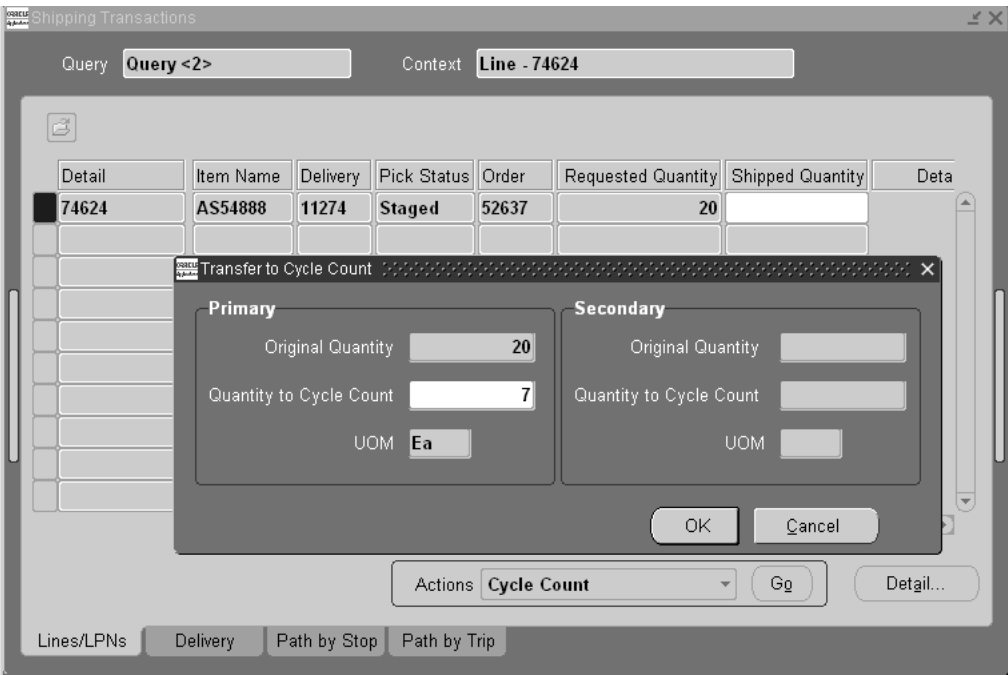 Shipping Transactions
Query Query <2> Context Line - 74624
Detail Item Name Delivery Pick Status Order Requested Quantity Shipped Quantity Deta
74624 AS54888 11274 Staged 52637 20
Transfer to Cycle Count
Primary Secondary
Original Quantity 20 Original Quantity
Quantity to Cycle Count 7 Quantity to Cycle Count
UOM Ea UOM
OK Cancel
Actions Cycle Count Go Detail...
Lines/LPNs Delivery Path by Stop Path by Trip